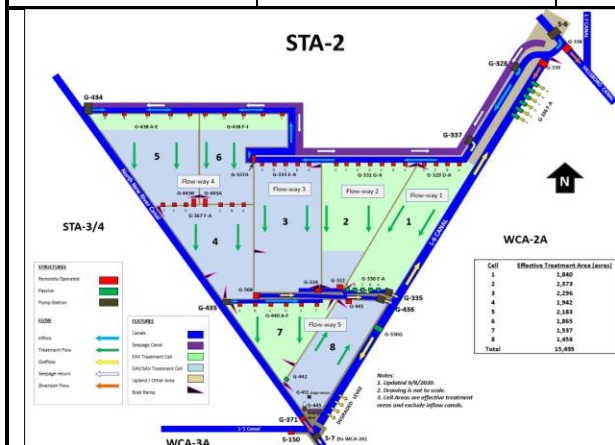 STA-2
S-6
G-338
G-328
G-339
G-434
G-337
G-438 A-E
G-438 F-J
G-337A
G-333 E-A
G-331 G-A
G-329 D-A
5
6
Flow-way 4
Flow-way 3
Flow-way 2
Flow-way 1
G-367 F-A
4
3
2
1
North New River Canal
L-6 CANAL
N
STA-3/4
WCA-2A
G-368
G-334
G-332
G-330 E-A
G-335
G-436
G-435
G-441
G-440 A-F
Flow-way 5
7
8
G-442
DEGRADED LEVEE
G-371
S-150
L-5 Canal
WCA-3A
S-7 (to WCA-2A)
STRUCTURES
Remotely Operated
Passive
Pump Station
FLOW
Inflow
Treatment Flow
Outflow
Seepage return
Diversion Flow
FEATURES
Canals
Seepage Canal
SAV Treatment Cell
EAV/SAV Treatment Cell
Upland / Other Area
Boat Ramp
Cell Effective Treatment Area (acres)
1 1,840
2 2,373
3 2,296
4 1,942
5 2,183
6 1,865
7 1,537
8 1,458
Total 15,495
Notes:
1. Updated 9/8/2020.
2. Drawing is not to scale.
3. Cell Areas are effective treatment
areas and exclude inflow canals.